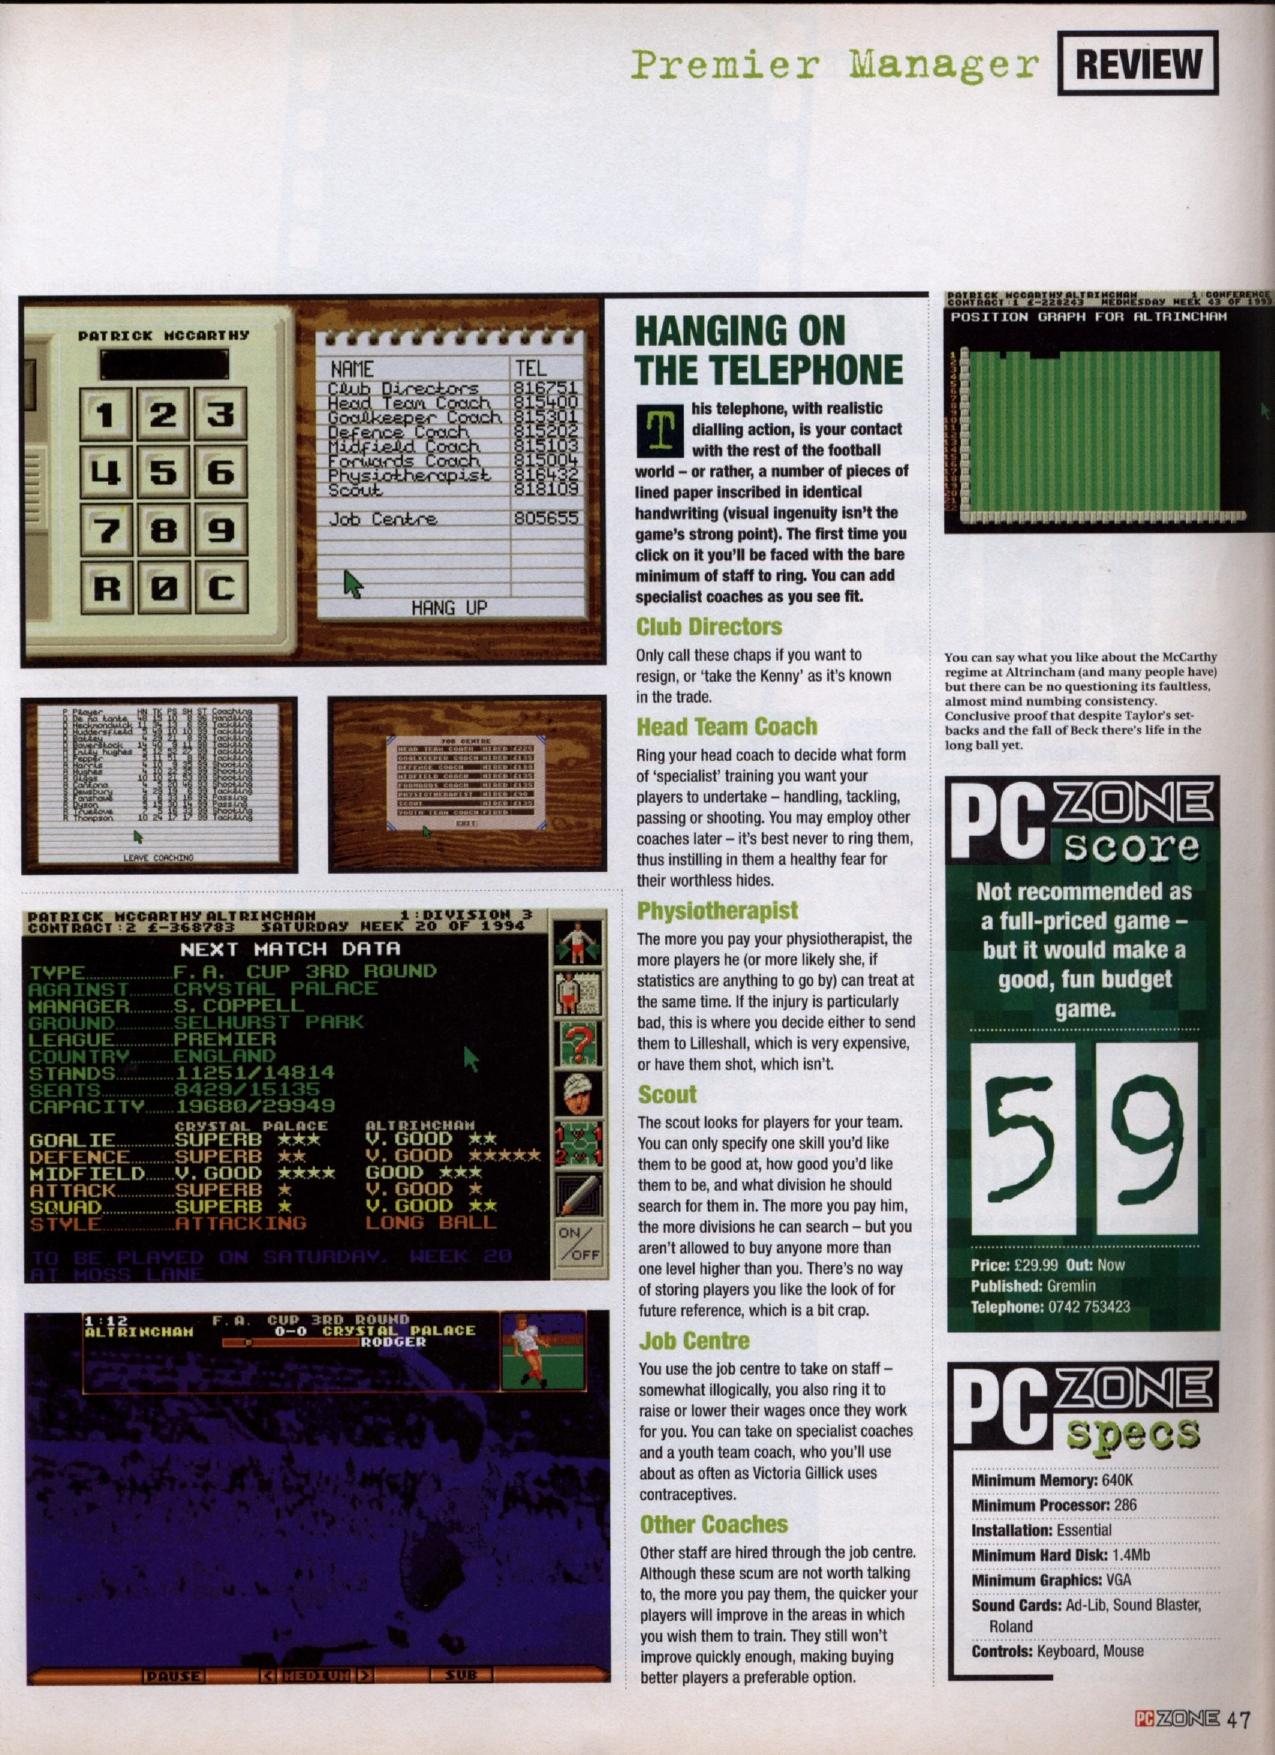 Premier Manager REVIEW
PATRICK MCCARTHY
1 2 3
4 5 6
7 8 9
R 0 C
NAME TEL
Club Directors 816751
Head Team Coach 815400
Goalkeeper Coach 815301
Defence Coach 815202
Midfield Coach 815103
Forwards Coach 815004
Physiotherapist 818432
Scout 818109
Job Centre 805655
HANG UP
P Player HN TK PS SH ST Coaching
LEAVE COACHING
JOB CENTRE
EXIT
PATRICK MCCARTHY ALTRINCHAM 1:DIVISION 3
CONTRACT:2 £-368783 SATURDAY WEEK 20 OF 1994
NEXT MATCH DATA
TYPE F.A. CUP 3RD ROUND
AGAINST CRYSTAL PALACE
MANAGER S.COPPELL
GROUND SELHURST PARK
LEAGUE PREMIER
COUNTRY ENGLAND
STANDS 11251/14814
SEATS 8429/15135
CAPACITY 19680/29949
CRYSTAL PALACE ALTRINCHAM
GOALIE SUPERB ★★★ V.GOOD ★★
DEFENCE SUPERB ★★ V.GOOD ★★★★★
MIDFIELD V.GOOD ★★★★ GOOD ★★★
ATTACK SUPERB ★ V.GOOD ★
SQUAD SUPERB ★ V.GOOD ★★
STYLE ATTACKING LONG BALL
TO BE PLAYED ON SATURDAY, WEEK 20
AT MOSS LANE
ON/OFF
1:12 F.A. CUP 3RD ROUND
ALTRINCHAM 0-0 CRYSTAL PALACE
RODGER
PAUSE < MEDIUM > SUB
HANGING ON
THE TELEPHONE
This telephone, with realistic
dialling action, is your contact
with the rest of the football
world – or rather, a number of pieces of
lined paper inscribed in identical
handwriting (visual ingenuity isn't the
game's strong point). The first time you
click on it you'll be faced with the bare
minimum of staff to ring. You can add
specialist coaches as you see fit.
Club Directors
Only call these chaps if you want to
resign, or 'take the Kenny' as it's known
in the trade.
Head Team Coach
Ring your head coach to decide what form
of 'specialist' training you want your
players to undertake – handling, tackling,
passing or shooting. You may employ other
coaches later – it's best never to ring them,
thus instilling in them a healthy fear for
their worthless hides.
Physiotherapist
The more you pay your physiotherapist, the
more players he (or more likely she, if
statistics are anything to go by) can treat at
the same time. If the injury is particularly
bad, this is where you decide either to send
them to Lilleshall, which is very expensive,
or have them shot, which isn't.
Scout
The scout looks for players for your team.
You can only specify one skill you'd like
them to be good at, how good you'd like
them to be, and what division he should
search for them in. The more you pay him,
the more divisions he can search – but you
aren't allowed to buy anyone more than
one level higher than you. There's no way
of storing players you like the look of for
future reference, which is a bit crap.
Job Centre
You use the job centre to take on staff –
somewhat illogically, you also ring it to
raise or lower their wages once they work
for you. You can take on specialist coaches
and a youth team coach, who you'll use
about as often as Victoria Gillick uses
contraceptives.
Other Coaches
Other staff are hired through the job centre.
Although these scum are not worth talking
to, the more you pay them, the quicker your
players will improve in the areas in which
you wish them to train. They still won't
improve quickly enough, making buying
better players a preferable option.
PATRICK MCCARTHY ALTRINCHAM 1:CONFERENCE
CONTRACT:1 £-228243 WEDNESDAY WEEK 43 OF 1993
POSITION GRAPH FOR ALTRINCHAM
You can say what you like about the McCarthy
regime at Altrincham (and many people have)
but there can be no questioning its faultless,
almost mind numbing consistency.
Conclusive proof that despite Taylor's set-
backs and the fall of Beck there's life in the
long ball yet.
PC ZONE
score
Not recommended as
a full-priced game –
but it would make a
good, fun budget
game.
59
Price: £29.99 Out: Now
Published: Gremlin
Telephone: 0742 753423
PC ZONE
specs
Minimum Memory: 640K
Minimum Processor: 286
Installation: Essential
Minimum Hard Disk: 1.4Mb
Minimum Graphics: VGA
Sound Cards: Ad-Lib, Sound Blaster,
Roland
Controls: Keyboard, Mouse
PC ZONE 47